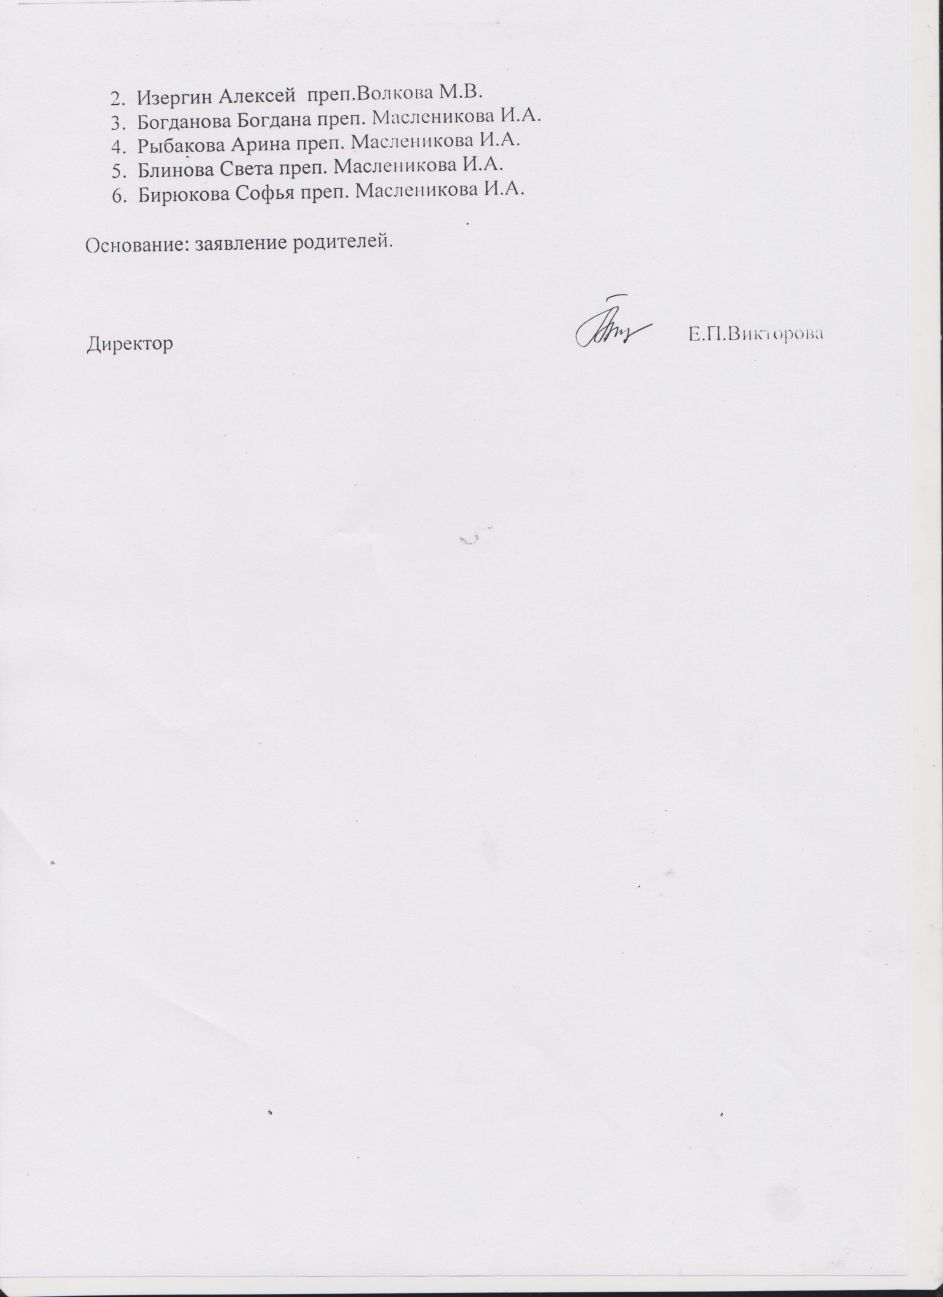 2. Изергин Алексей преп.Волкова М.В.
3. Богданова Богдана преп. Масленикова И.А.
4. Рыбакова Арина преп. Масленикова И.А.
5. Блинова Света преп. Масленикова И.А.
6. Бирюкова Софья преп. Масленикова И.А.
Основание: заявление родителей.
Директор Е.П.Викторова